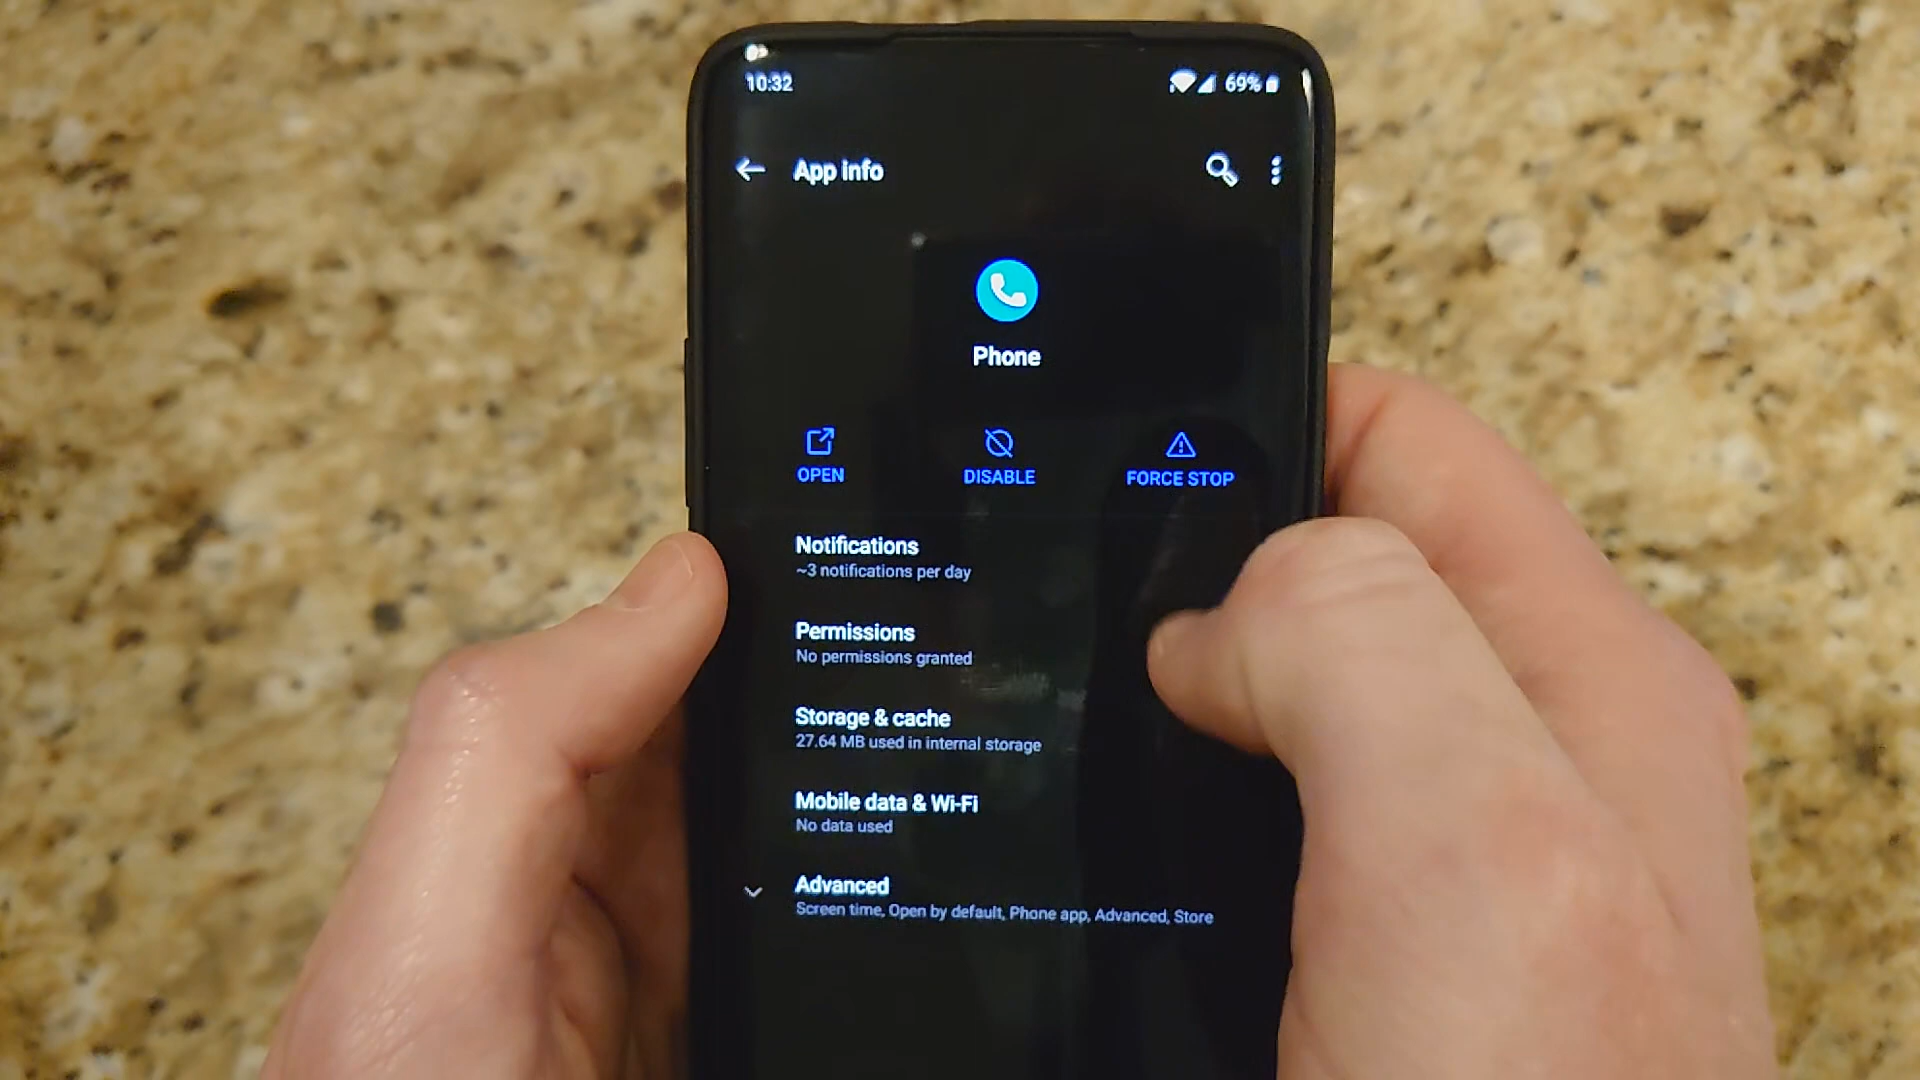 10:32
69%
App info
Phone
OPEN
DISABLE
FORCE STOP
Notifications
~3 notifications per day
Permissions
No permissions granted
Storage & cache
27.64 MB used in internal storage
Mobile data & Wi-Fi
No data used
Advanced
Screen time, Open by default, Phone app, Advanced, Store